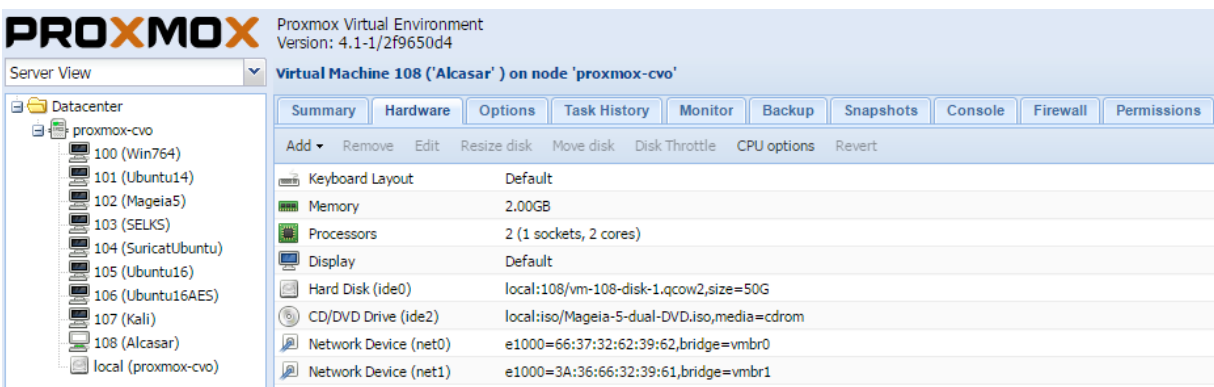 PROXMOX
Proxmox Virtual Environment
Version: 4.1-1/2f9650d4
Server View
Virtual Machine 108 ('Alcasar' ) on node 'proxmox-cvo'
Datacenter
proxmox-cvo
100 (Win764)
101 (Ubuntu14)
102 (Mageia5)
103 (SELKS)
104 (SuricatUbuntu)
105 (Ubuntu16)
106 (Ubuntu16AES)
107 (Kali)
108 (Alcasar)
local (proxmox-cvo)
Summary Hardware Options Task History Monitor Backup Snapshots Console Firewall Permissions
Add Remove Edit Resize disk Move disk Disk Throttle CPU options Revert
Keyboard Layout Default
Memory 2.00GB
Processors 2 (1 sockets, 2 cores)
Display Default
Hard Disk (ide0) local:108/vm-108-disk-1.qcow2,size=50G
CD/DVD Drive (ide2) local:iso/Mageia-5-dual-DVD.iso,media=cdrom
Network Device (net0) e1000=66:37:32:62:39:62,bridge=vmbr0
Network Device (net1) e1000=3A:36:66:32:39:61,bridge=vmbr1